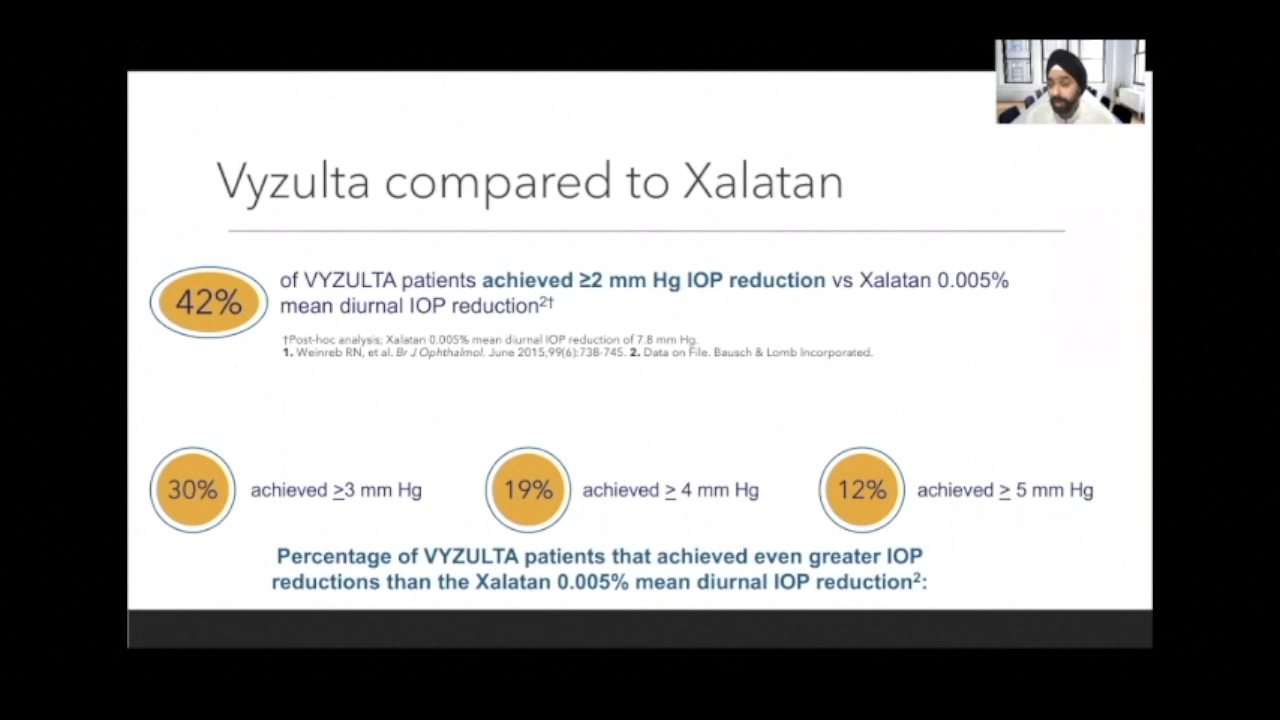 Vyzulta compared to Xalatan
42%
of VYZULTA patients achieved ≥2 mm Hg IOP reduction vs Xalatan 0.005%
mean diurnal IOP reduction²†
†Post-hoc analysis; Xalatan 0.005% mean diurnal IOP reduction of 7.8 mm Hg.
1. Weinreb RN, et al. Br J Ophthalmol. June 2015;99(6):738-745. 2. Data on File. Bausch & Lomb Incorporated.
30% achieved ≥3 mm Hg
19% achieved ≥ 4 mm Hg
12% achieved ≥ 5 mm Hg
Percentage of VYZULTA patients that achieved even greater IOP
reductions than the Xalatan 0.005% mean diurnal IOP reduction²: